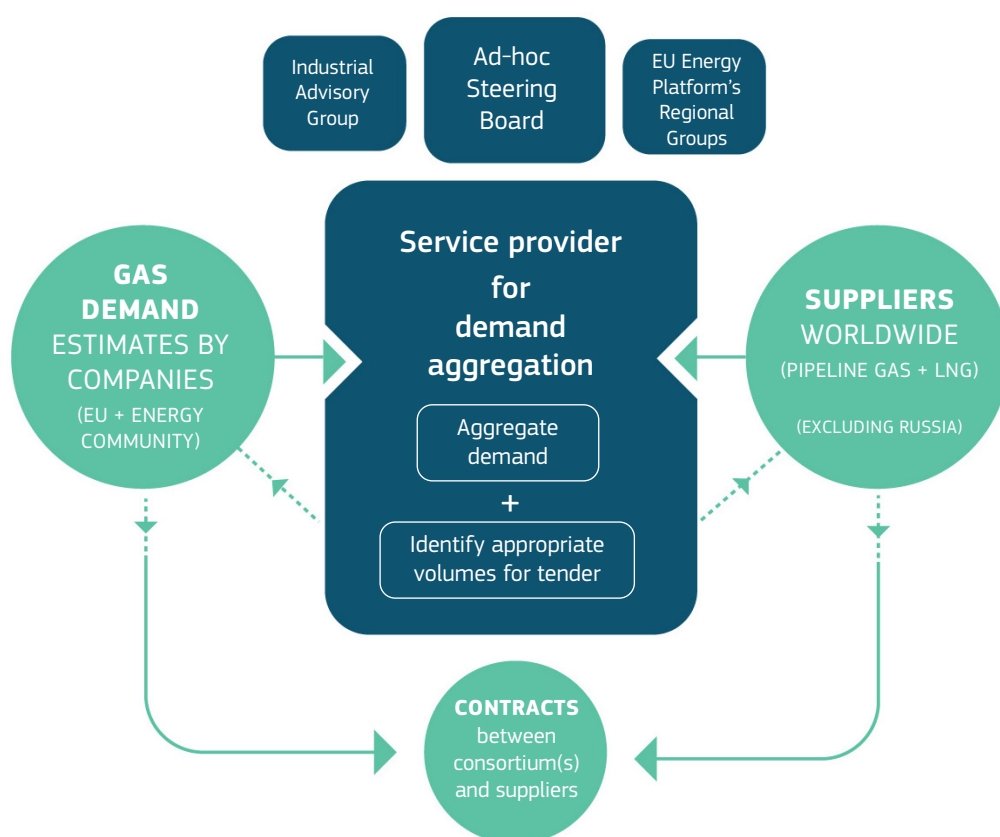 Industrial
Advisory
Group
Ad-hoc
Steering
Board
EU Energy
Platform's
Regional
Groups
GAS
DEMAND
ESTIMATES BY
COMPANIES
(EU + ENERGY
COMMUNITY)
Service provider
for
demand
aggregation
Aggregate
demand
+
Identify appropriate
volumes for tender
SUPPLIERS
WORLDWIDE
(PIPELINE GAS + LNG)
(EXCLUDING RUSSIA)
CONTRACTS
between
consortium(s)
and suppliers